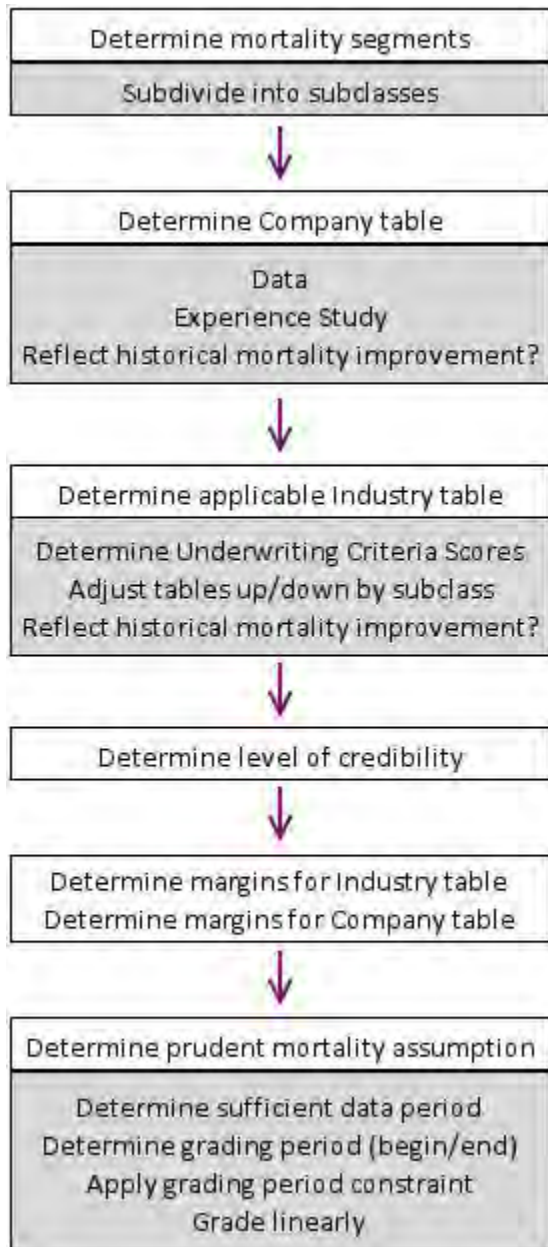 Determine mortality segments
Subdivide into subclasses
Determine Company table
Data
Experience Study
Reflect historical mortality improvement?
Determine applicable Industry table
Determine Underwriting Criteria Scores
Adjust tables up/down by subclass
Reflect historical mortality improvement?
Determine level of credibility
Determine margins for Industry table
Determine margins for Company table
Determine prudent mortality assumption
Determine sufficient data period
Determine grading period (begin/end)
Apply grading period constraint
Grade linearly